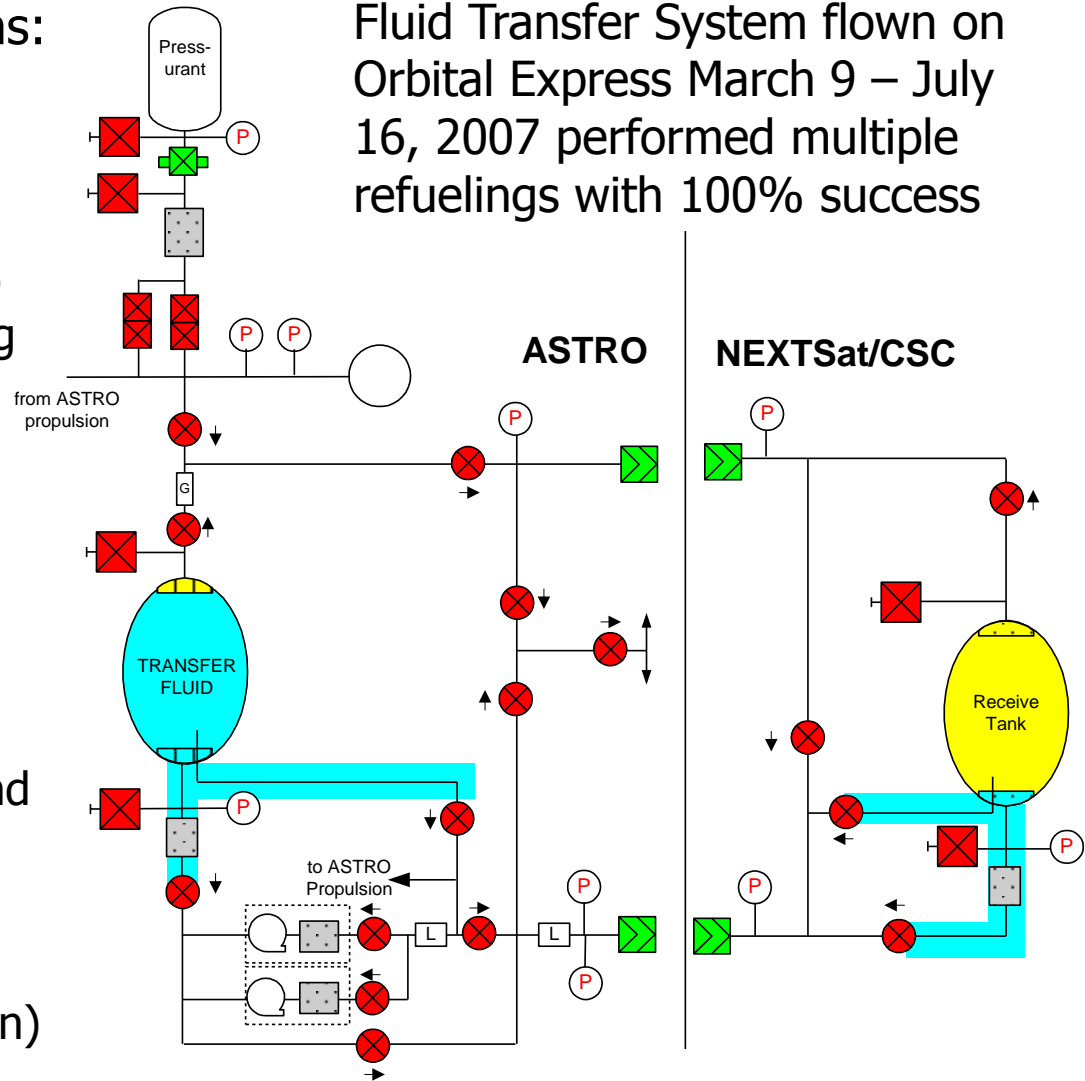 ns:
Fluid Transfer System flown on
Orbital Express March 9 – July
16, 2007 performed multiple
refuelings with 100% success
Press-
urant
P
g
P
P
ASTRO
NEXTSat/CSC
from ASTRO
propulsion
P
P
G
TRANSFER
FLUID
Receive
Tank
nd
P
P
to ASTRO
Propulsion
P
P
L
L
P
n)